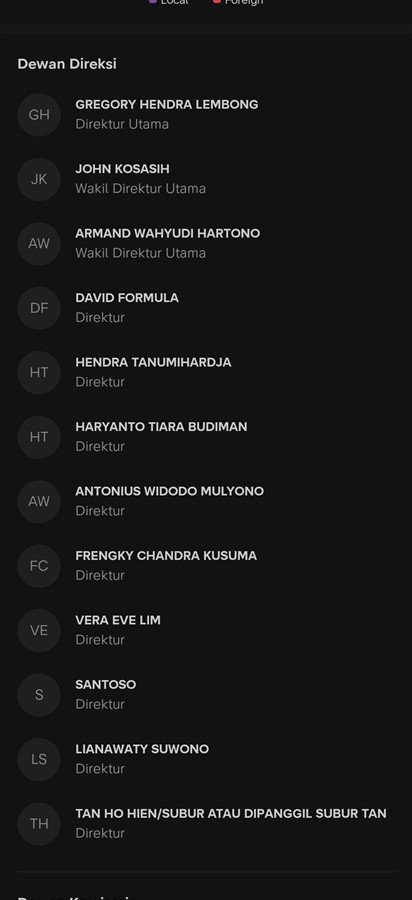 Local Foreign
Dewan Direksi
GH
GREGORY HENDRA LEMBONG
Direktur Utama
JK
JOHN KOSASIH
Wakil Direktur Utama
AW
ARMAND WAHYUDI HARTONO
Wakil Direktur Utama
DF
DAVID FORMULA
Direktur
HT
HENDRA TANUMIHARDJA
Direktur
HT
HARYANTO TIARA BUDIMAN
Direktur
AW
ANTONIUS WIDODO MULYONO
Direktur
FC
FRENGKY CHANDRA KUSUMA
Direktur
VE
VERA EVE LIM
Direktur
S
SANTOSO
Direktur
LS
LIANAWATY SUWONO
Direktur
TH
TAN HO HIEN/SUBUR ATAU DIPANGGIL SUBUR TAN
Direktur